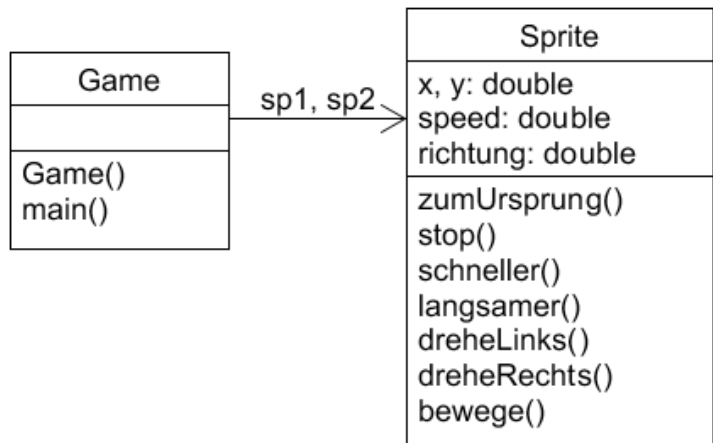 Game
Game()
main()
sp1, sp2
Sprite
x, y: double
speed: double
richtung: double
zumUrsprung()
stop()
schneller()
langsamer()
dreheLinks()
dreheRechts()
bewege()